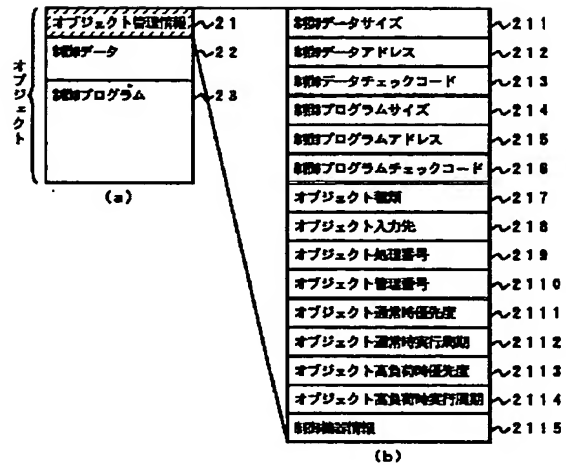 オブジェクト管理情報 21
制御データ 22
制御プログラム 23
オブジェクト
(a)
制御データサイズ 211
制御データアドレス 212
制御データチェックコード 213
制御プログラムサイズ 214
制御プログラムアドレス 215
制御プログラムチェックコード 216
オブジェクト種類 217
オブジェクト入力先 218
オブジェクト処理番号 219
オブジェクト管理番号 2110
オブジェクト通常時優先度 2111
オブジェクト通常時実行周期 2112
オブジェクト高負荷時優先度 2113
オブジェクト高負荷時実行周期 2114
制御機器情報 2115
(b)